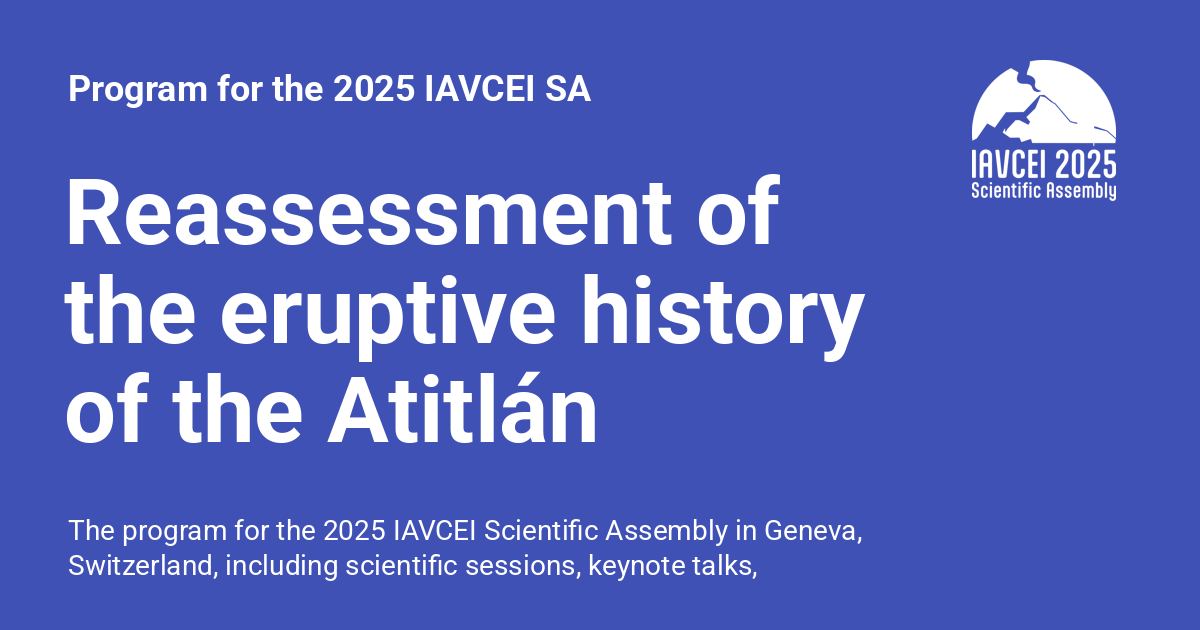 Program for the 2025 IAVCEI SA
IAVCEI 2025
Scientific Assembly
Reassessment of
the eruptive history
of the Atitlán
The program for the 2025 IAVCEI Scientific Assembly in Geneva,
Switzerland, including scientific sessions, keynote talks,